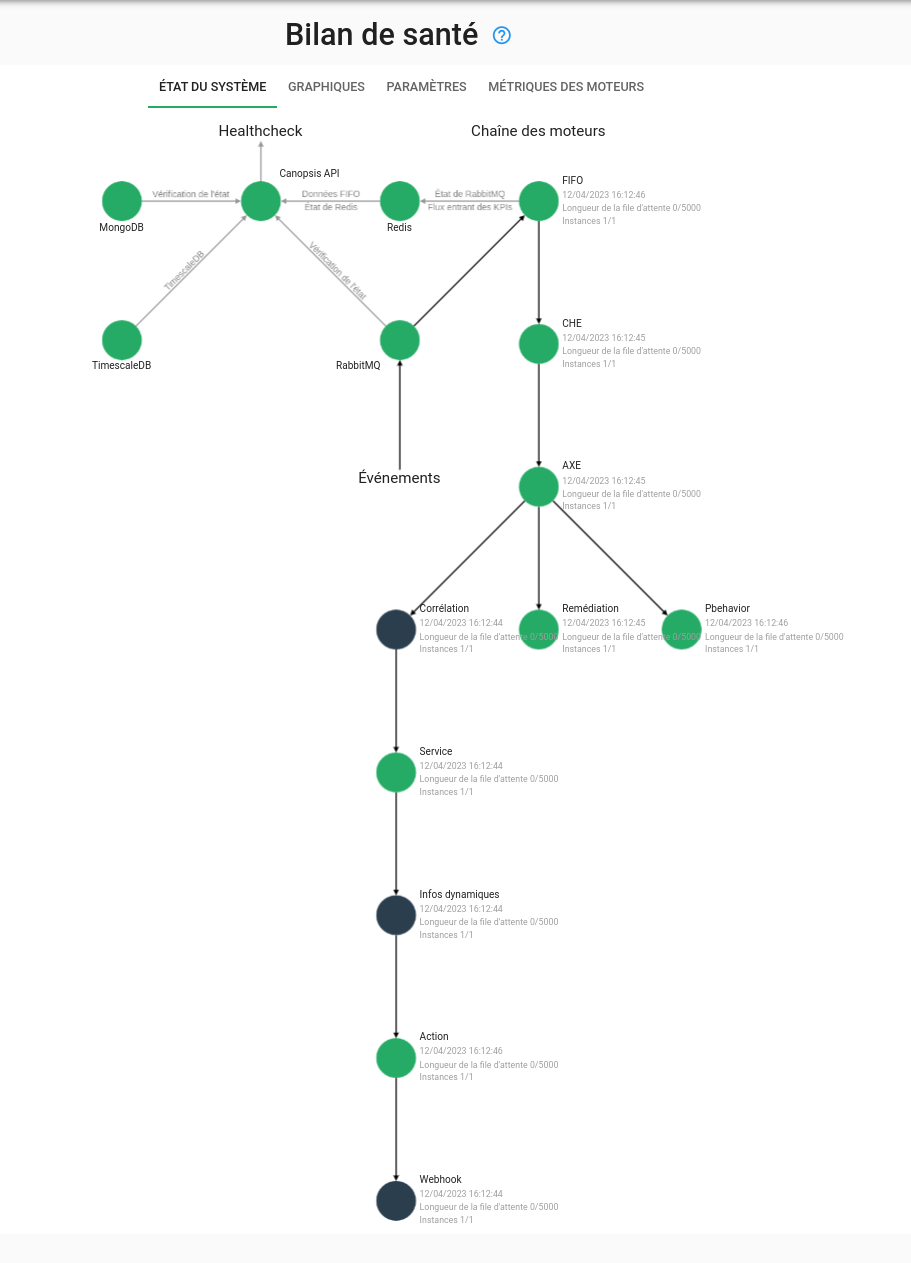 Bilan de santé
ÉTAT DU SYSTÈME
GRAPHIQUES
PARAMÈTRES
MÉTRIQUES DES MOTEURS
Healthcheck
Chaîne des moteurs
Canopsis API
MongoDB
Vérification de l'état
Données FIFO
État de Redis
Redis
État de RabbitMQ
Flux entrant des KPIs
FIFO
12/04/2023 16:12:46
Longueur de la file d'attente 0/5000
Instances 1/1
TimescaleDB
Vérification de l'état
TimescaleDB
RabbitMQ
CHE
12/04/2023 16:12:45
Longueur de la file d'attente 0/5000
Instances 1/1
Événements
AXE
12/04/2023 16:12:45
Longueur de la file d'attente 0/5000
Instances 1/1
Corrélation
12/04/2023 16:12:44
Longueur de la file d'attente 0/5000
Instances 1/1
Remédiation
12/04/2023 16:12:45
Longueur de la file d'attente 0/5000
Instances 1/1
Pbehavior
12/04/2023 16:12:46
Longueur de la file d'attente 0/5000
Instances 1/1
Service
12/04/2023 16:12:44
Longueur de la file d'attente 0/5000
Instances 1/1
Infos dynamiques
12/04/2023 16:12:44
Longueur de la file d'attente 0/5000
Instances 1/1
Action
12/04/2023 16:12:46
Longueur de la file d'attente 0/5000
Instances 1/1
Webhook
12/04/2023 16:12:44
Longueur de la file d'attente 0/5000
Instances 1/1